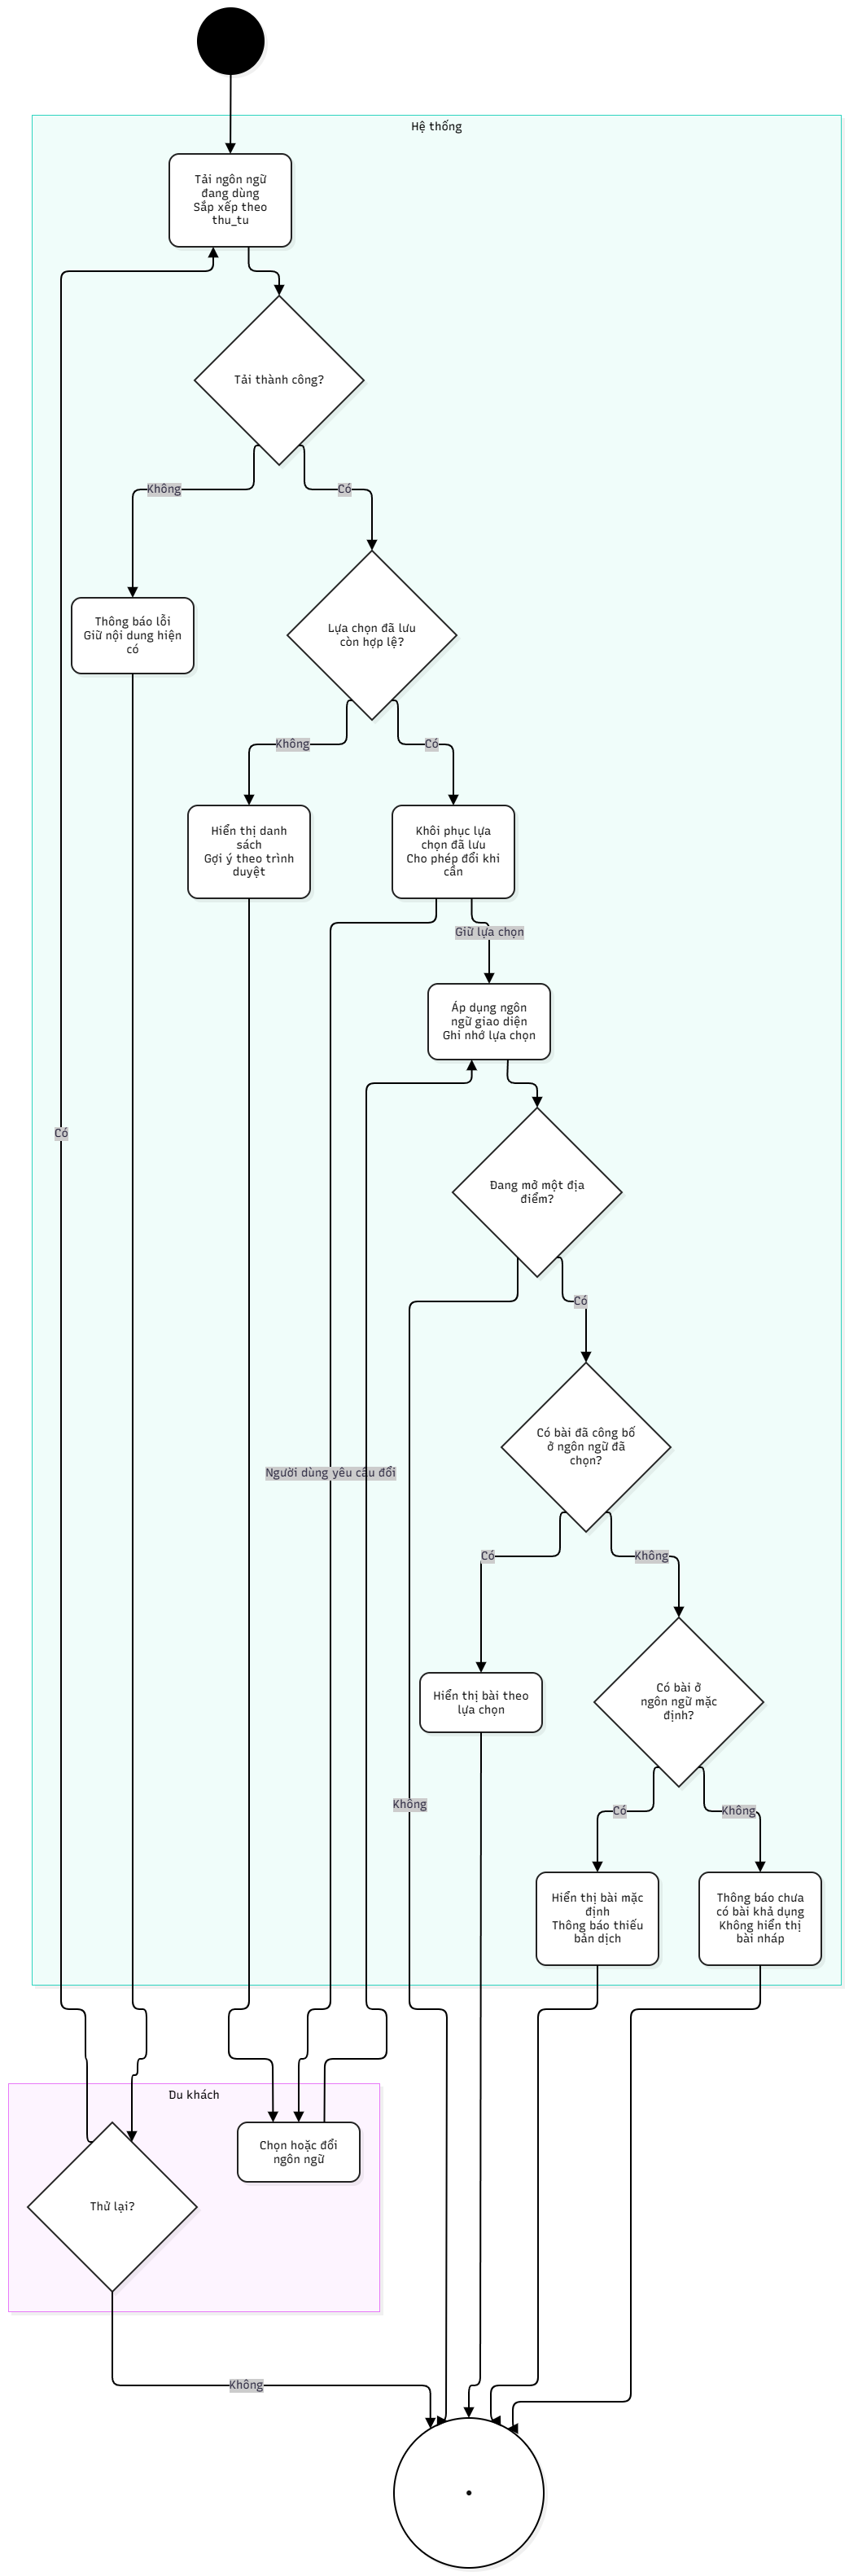 Hệ thống
Tải ngôn ngữ
đang dùng
Sắp xếp theo
thu_tu
Tải thành công?
Không
Có
Lựa chọn đã lưu
còn hợp lệ?
Thông báo lỗi
Giữ nội dung hiện
có
Không
Có
Hiển thị danh
sách
Gợi ý theo trình
duyệt
Khôi phục lựa
chọn đã lưu
Cho phép đổi khi
cần
Giữ lựa chọn
Áp dụng ngôn
ngữ giao diện
Ghi nhớ lựa chọn
Có
Đang mở một địa
điểm?
Có
Có bài đã công bố
ở ngôn ngữ đã
chọn?
Người dùng yêu cầu đổi
Có
Không
Hiển thị bài theo
lựa chọn
Có bài ở
ngôn ngữ mặc
định?
Không
Có
Không
Hiển thị bài mặc
định
Thông báo thiếu
bản dịch
Thông báo chưa
có bài khả dụng
Không hiển thị
bài nháp
Du khách
Chọn hoặc đổi
ngôn ngữ
Thử lại?
Không